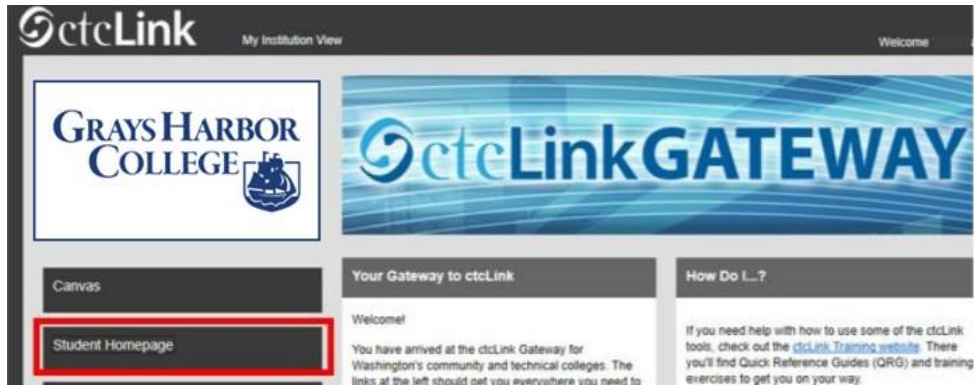 ctcLink
My Institution View
Welcome
GRAYS HARBOR
COLLEGE
ctcLinkGATEWAY
Canvas
Student Homepage
Your Gateway to ctcLink
Welcome!
You have arrived at the ctcLink Gateway for
Washington's community and technical colleges. The
links at the left should get you everywhere you need to
How Do I...?
If you need help with how to use some of the ctcLink
tools, check out the ctcLink Training website. There
you'll find Quick Reference Guides (QRG) and training
exercises to get you on your way.